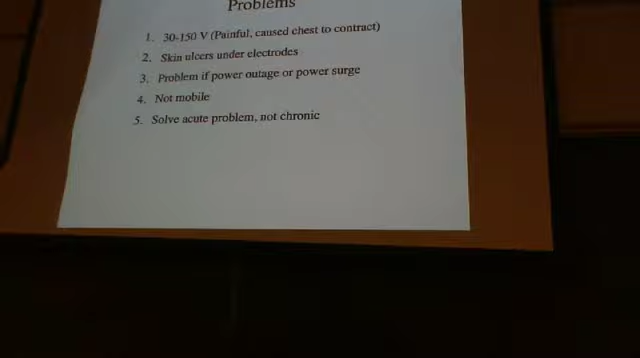 Problems
1. 30-150 V (Painful, caused chest to contract)
2. Skin ulcers under electrodes
3. Problem if power outage or power surge
4. Not mobile
5. Solve acute problem, not chronic